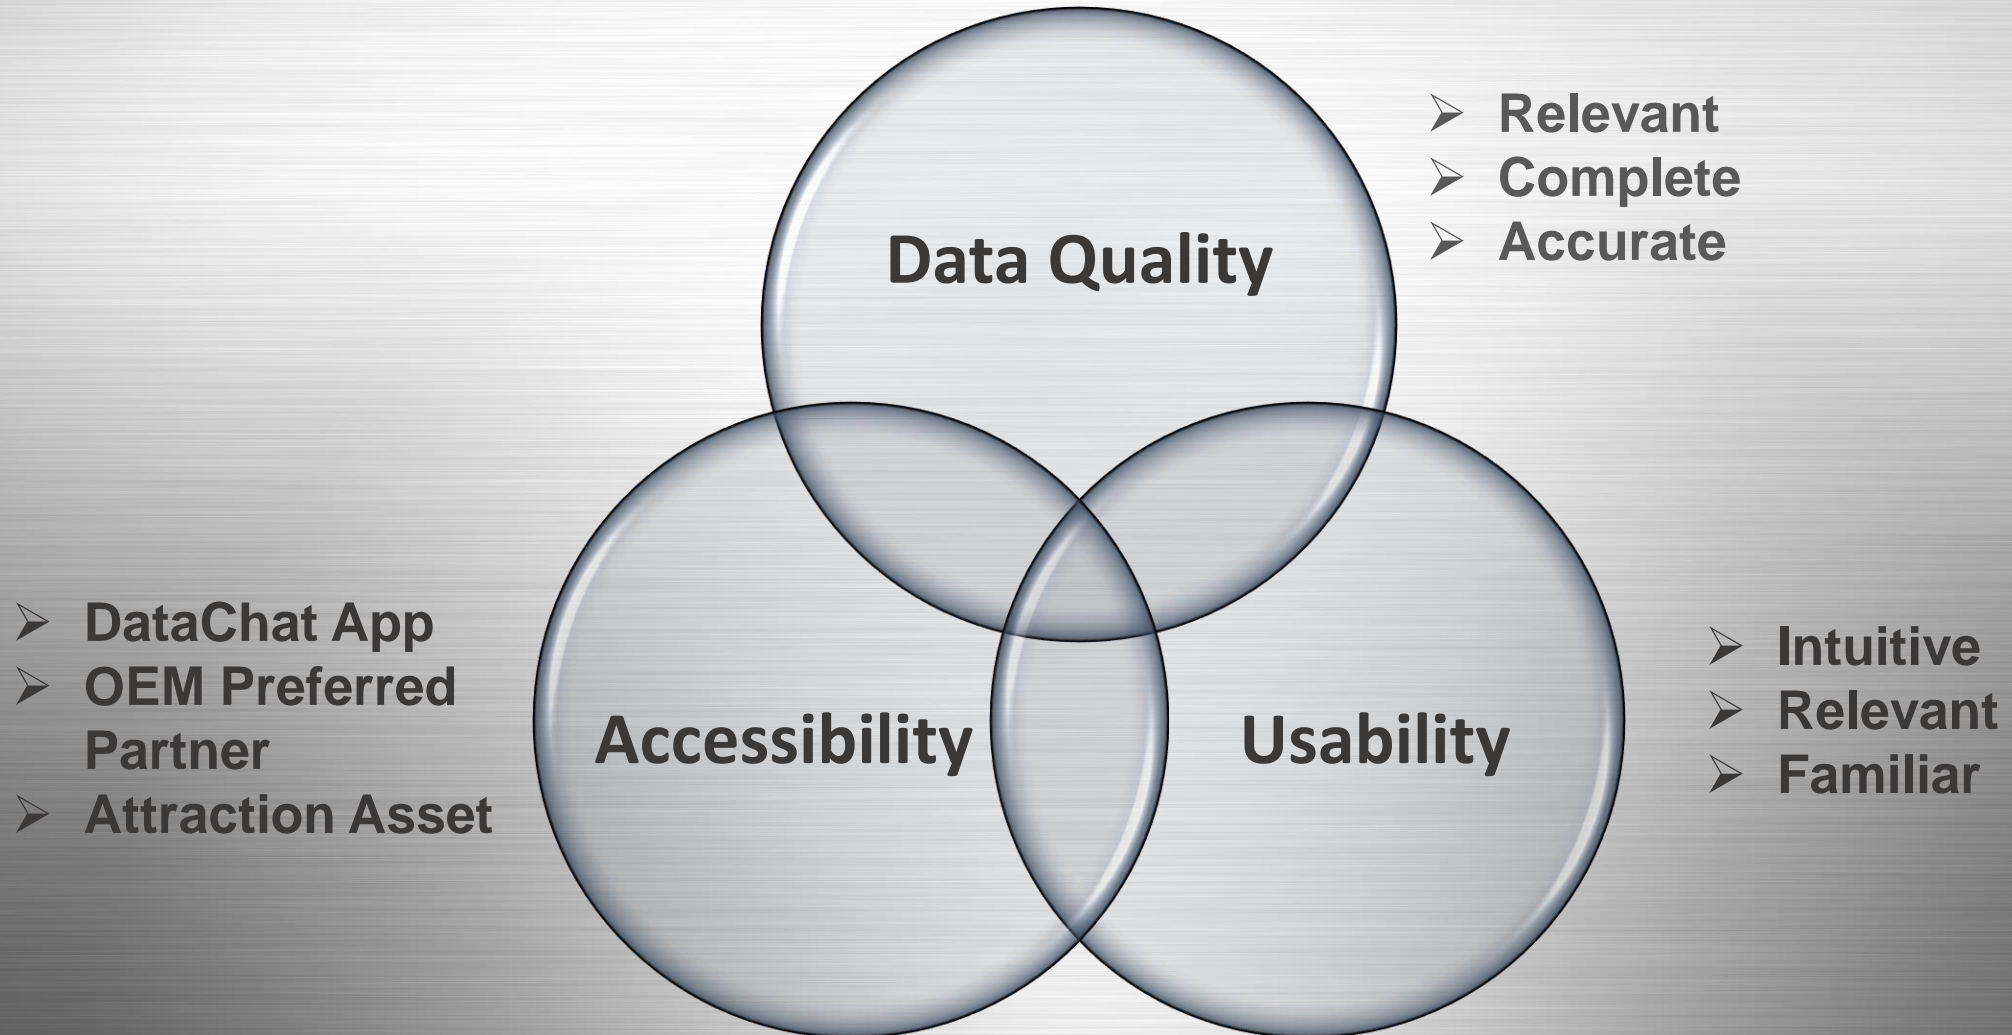 Data Quality
➢ Relevant
➢ Complete
➢ Accurate
Accessibility
➢ DataChat App
➢ OEM Preferred
Partner
➢ Attraction Asset
Usability
➢ Intuitive
➢ Relevant
➢ Familiar